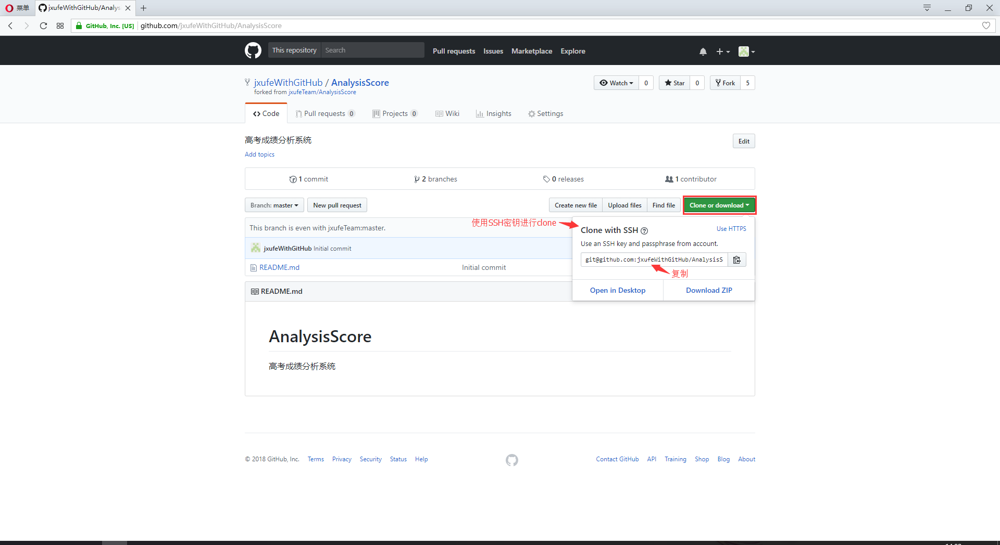 菜单
jxufeWithGitHub/Analys
GitHub, Inc. [US]
github.com/jxufeWithGitHub/AnalysisScore
This repository
Search
Pull requests
Issues
Marketplace
Explore
jxufeWithGitHub / AnalysisScore
forked from jxufeTeam/AnalysisScore
Watch
0
Star
0
Fork
5
Code
Pull requests 0
Projects 0
Wiki
Insights
Settings
高考成绩分析系统
Edit
Add topics
1 commit
2 branches
0 releases
1 contributor
Branch: master
New pull request
Create new file
Upload files
Find file
Clone or download
This branch is even with jxufeTeam:master.
使用SSH密钥进行clone
Clone with SSH
Use HTTPS
Use an SSH key and passphrase from account.
git@github.com:jxufeWithGitHub/AnalysisS
复制
Open in Desktop
Download ZIP
jxufeWithGitHub Initial commit
README.md
Initial commit
README.md
AnalysisScore
高考成绩分析系统
© 2018 GitHub, Inc.
Terms
Privacy
Security
Status
Help
Contact GitHub
API
Training
Shop
Blog
About